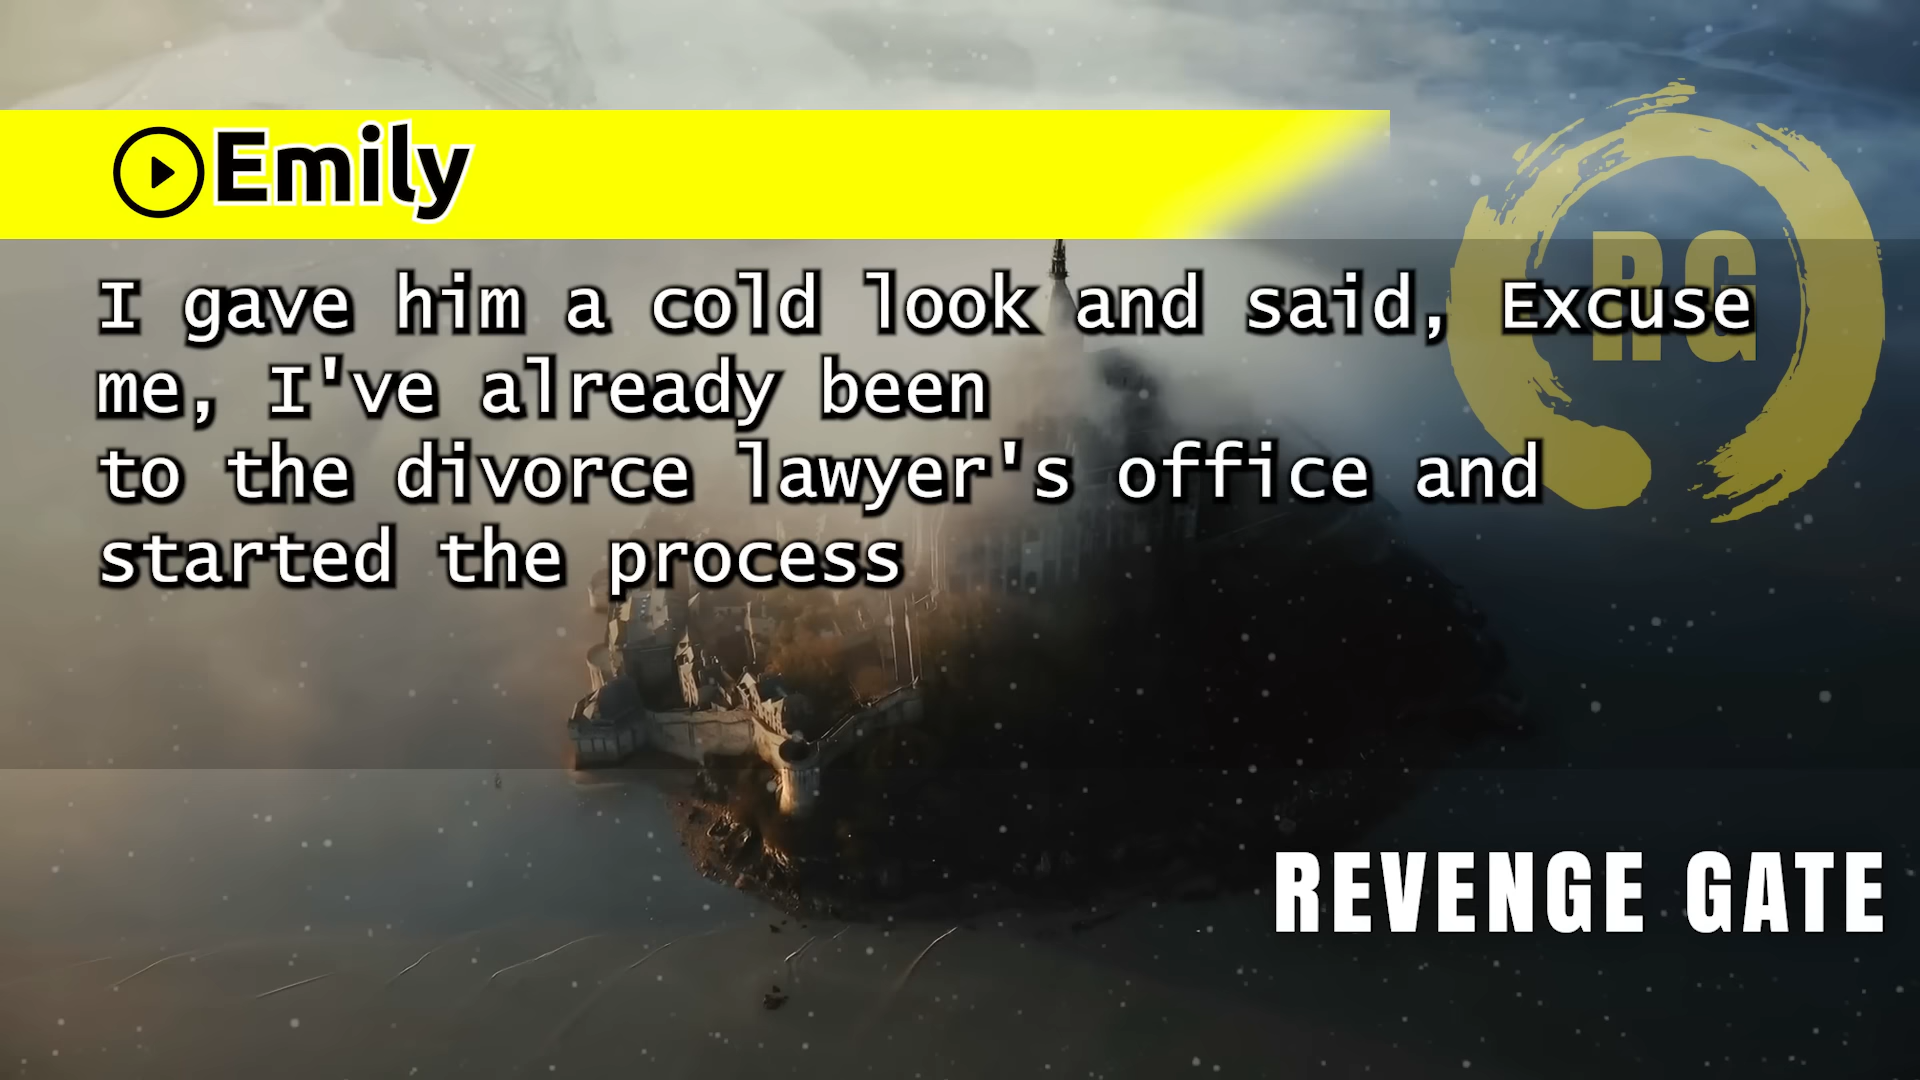 Emily
RG
I gave him a cold look and said, Excuse
me, I've already been
to the divorce lawyer's office and
started the process
REVENGE GATE